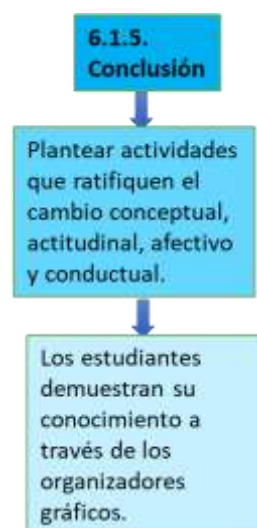 6.1.5.
Conclusión
Plantear actividades
que ratifiquen el
cambio conceptual,
actitudinal, afectivo
y conductual.
Los estudiantes
demuestran su
conocimiento a
través de los
organizadores
gráficos.